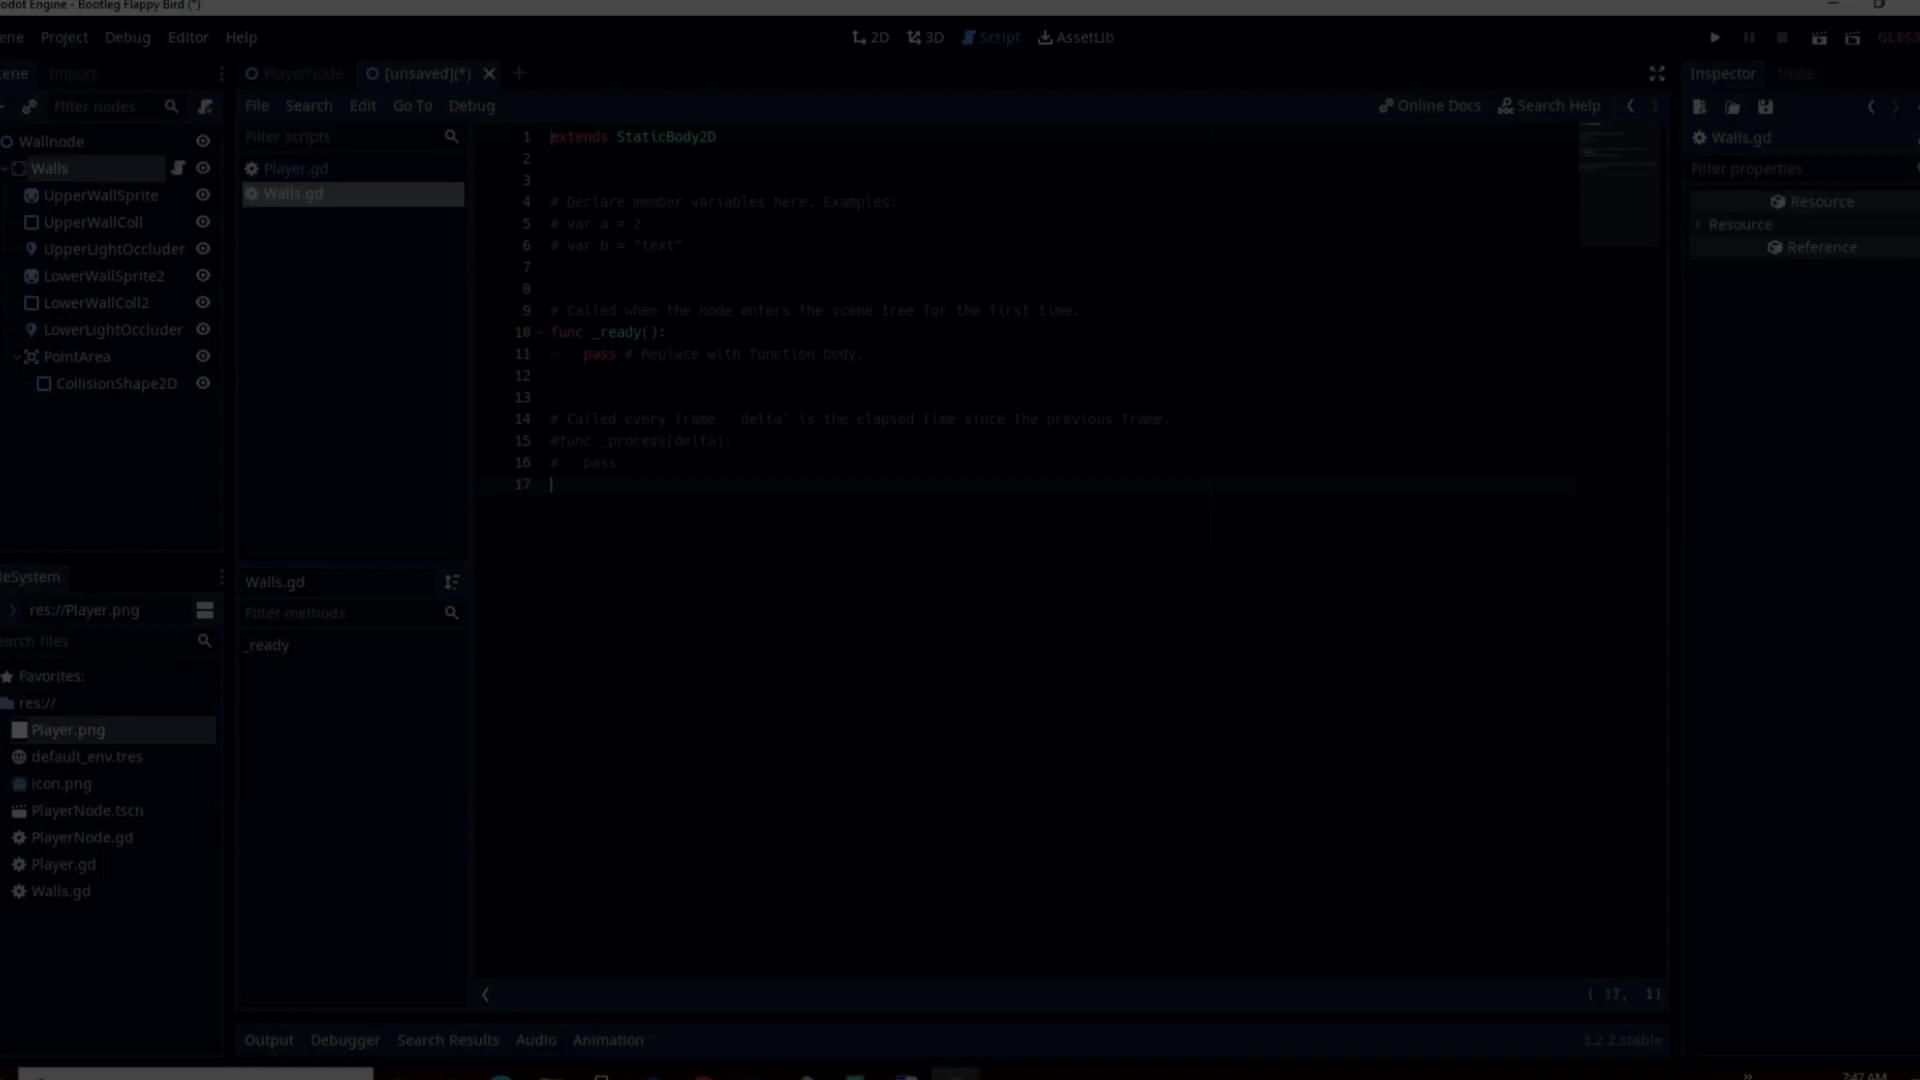 odot Engine - Bootleg Flappy Bird (*)
ene Project Debug Editor Help
2D 3D Script AssetLib
GLES3
cene Import
PlayerNode [unsaved](*)
Inspector Node
Filter nodes
File Search Edit Go To Debug
Online Docs Search Help
Wallnode
Walls
UpperWallSprite
UpperWallColl
UpperLightOccluder
LowerWallSprite2
LowerWallColl2
LowerLightOccluder
PointArea
CollisionShape2D
Filter scripts
Player.gd
Walls.gd
1 extends StaticBody2D
2
3
4 # Declare member variables here. Examples:
5 # var a = 2
6 # var b = "text"
7
8
9 # Called when the node enters the scene tree for the first time.
10 func _ready():
11 pass # Replace with function body.
12
13
14 # Called every frame. 'delta' is the elapsed time since the previous frame.
15 #func _process(delta):
16 # pass
17
Walls.gd
Filter properties
Resource
Resource
Reference
leSystem
res://Player.png
earch files
Favorites:
res://
Player.png
default_env.tres
icon.png
PlayerNode.tscn
PlayerNode.gd
Player.gd
Walls.gd
Walls.gd
Filter methods
_ready
( 17, 1)
Output Debugger Search Results Audio Animation
3.2.2.stable
7:47 AM